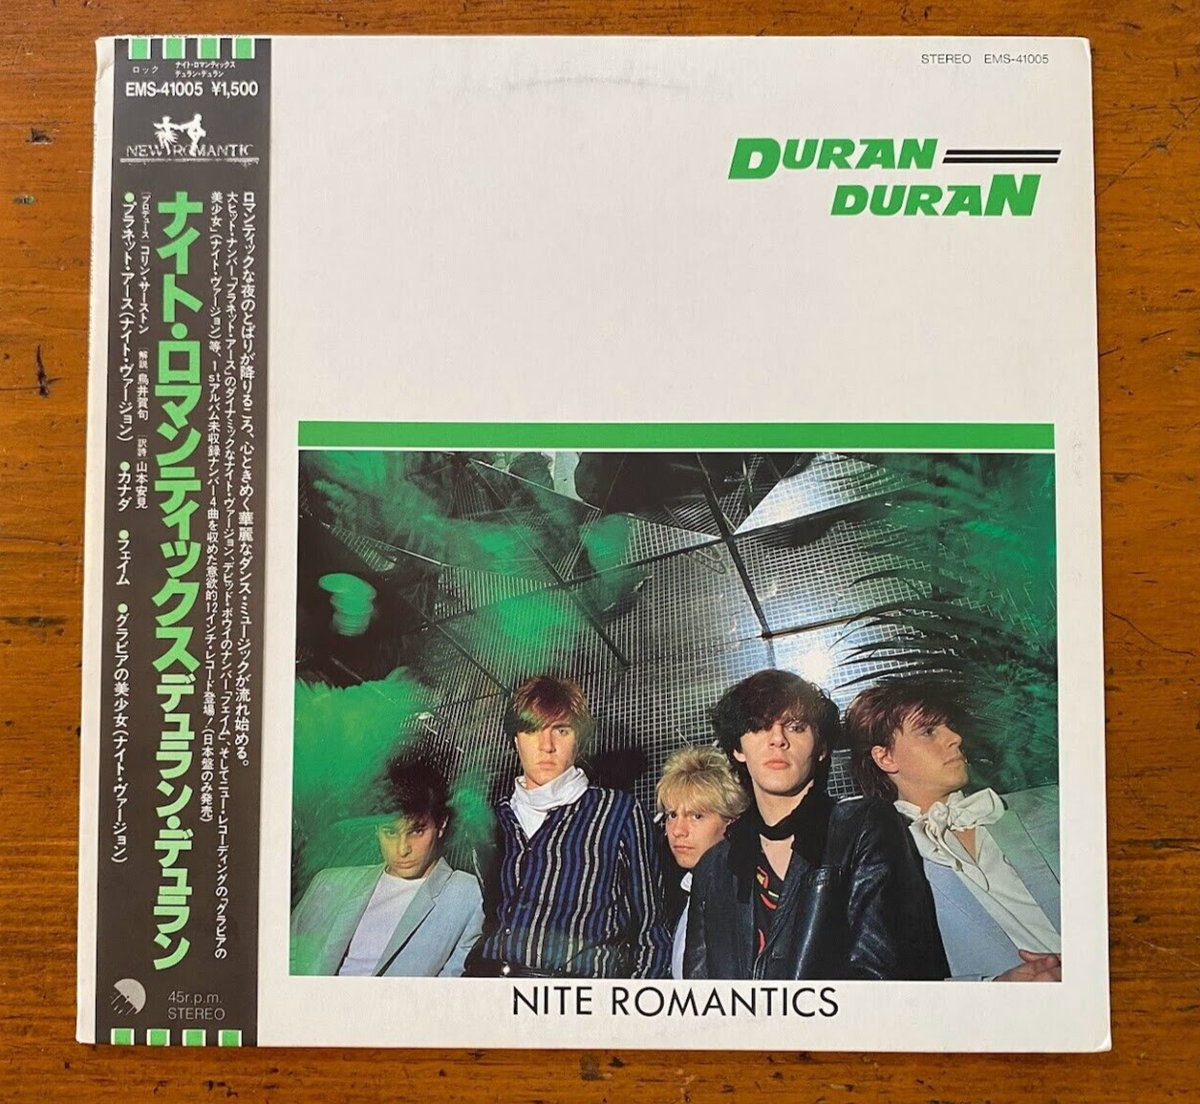 ロック
ナイト・ロマンティックス
デュラン・デュラン
EMS-41005 ¥1,500
NEW ROMANTIC
ロマンティックな夜のとばりが降りるころ、心ときめく華麗なダンス・ミュージックが流れ始める。
大ヒット・ナンバー「プラネット・アース」のダイナミックなナイト・ヴァージョン、デビッド・ボウイのナンバー「フェイム」、そしてニュー・レコーディングの「グラビアの
美少女」(ナイト・ヴァージョン)等、1stアルバム未収録ナンバー4曲を収めた意欲的12インチ・レコード登場!(日本盤のみ発売)
ナイト・ロマンティックス デュラン・デュラン
[プロデュース]コリン・サーストン [解説]鳥井賀句 [訳詩]山本安見
●プラネット・アース(ナイト・ヴァージョン) ●カナダ ●フェイム ●グラビアの美少女(ナイト・ヴァージョン)
45r.p.m.
STEREO
STEREO EMS-41005
DURAN
DURAN
NITE ROMANTICS